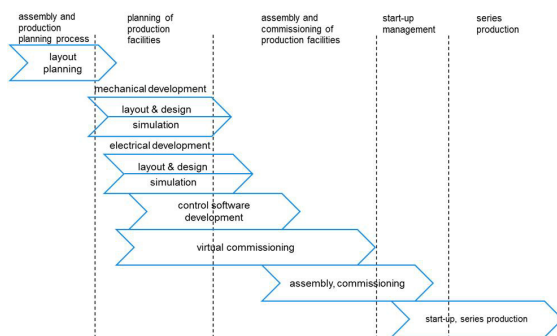 assembly and
production
planning process
planning of
production
facilities
assembly and
commissioning of
production facilities
start-up
management
series
production
layout
planning
mechanical development
layout & design
simulation
electrical development
layout & design
simulation
control software
development
virtual commissioning
assembly, commissioning
start-up, series production